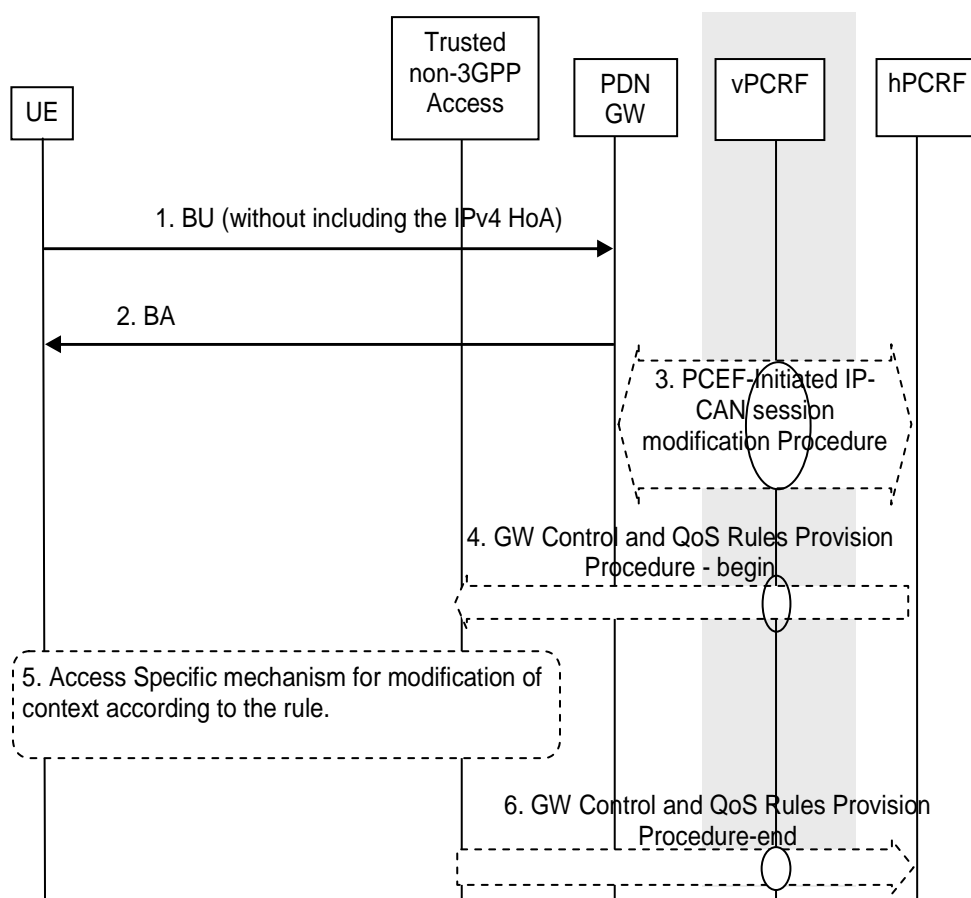 Trusted
non-3GPP
Access
UE
PDN
GW
vPCRF
hPCRF
1. BU (without including the IPv4 HoA)
2. BA
3. PCEF-Initiated IP-
CAN session
modification Procedure
4. GW Control and QoS Rules Provision
Procedure - begin
5. Access Specific mechanism for modification of
context according to the rule.
6. GW Control and QoS Rules Provision
Procedure-end